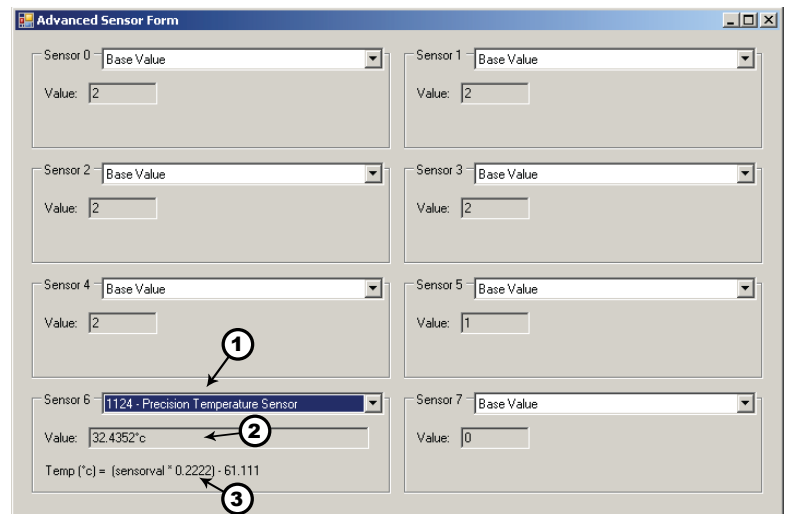 Advanced Sensor Form
Sensor 0 Base Value
Value: 2
Sensor 1 Base Value
Value: 2
Sensor 2 Base Value
Value: 2
Sensor 3 Base Value
Value: 2
Sensor 4 Base Value
Value: 2
Sensor 5 Base Value
Value: 1
1
Sensor 6 1124 - Precision Temperature Sensor
Value: 32.4352°c
2
Temp (°c) = (sensorval * 0.2222) - 61.111
3
Sensor 7 Base Value
Value: 0